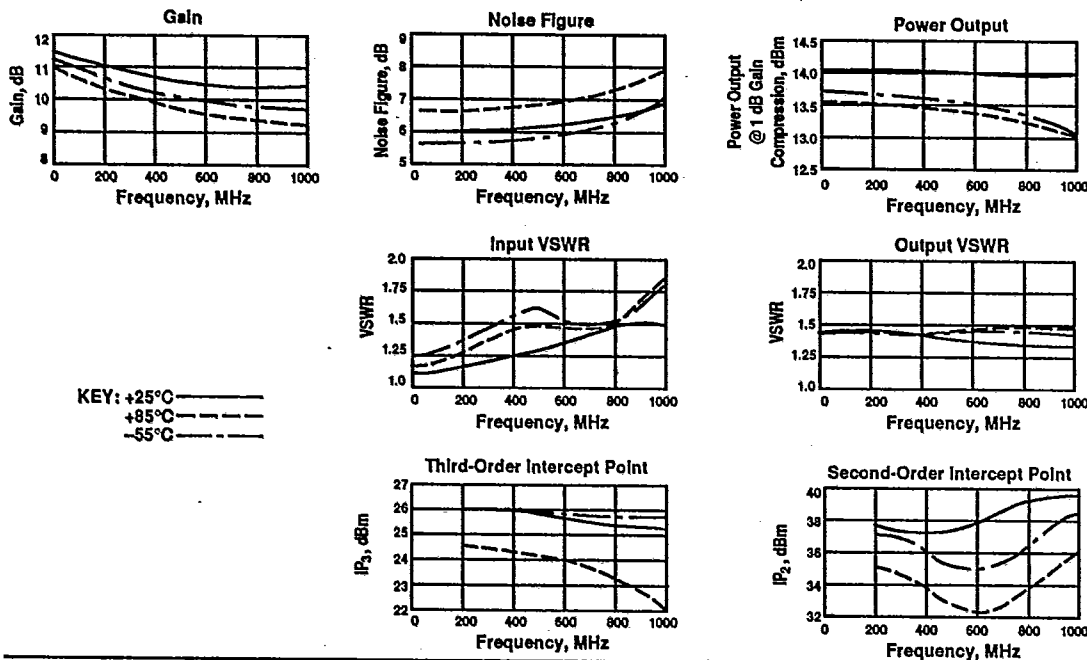 Gain
Gain, dB
12
11
10
9
8
0 200 400 600 800 1000
Frequency, MHz
Noise Figure
Noise Figure, dB
9
8
7
6
5
0 200 400 600 800 1000
Frequency, MHz
Power Output
Power Output
@ 1 dB Gain
Compression, dBm
14.5
14.0
13.5
13.0
12.5
0 200 400 600 800 1000
Frequency, MHz
Input VSWR
VSWR
2.0
1.75
1.5
1.25
1.0
0 200 400 600 800 1000
Frequency, MHz
Output VSWR
VSWR
2.0
1.75
1.5
1.25
1.0
0 200 400 600 800 1000
Frequency, MHz
KEY: +25°C
+85°C
–55°C
Third-Order Intercept Point
IP3, dBm
27
26
25
24
23
22
0 200 400 600 800 1000
Frequency, MHz
Second-Order Intercept Point
IP2, dBm
40
38
36
34
32
0 200 400 600 800 1000
Frequency, MHz